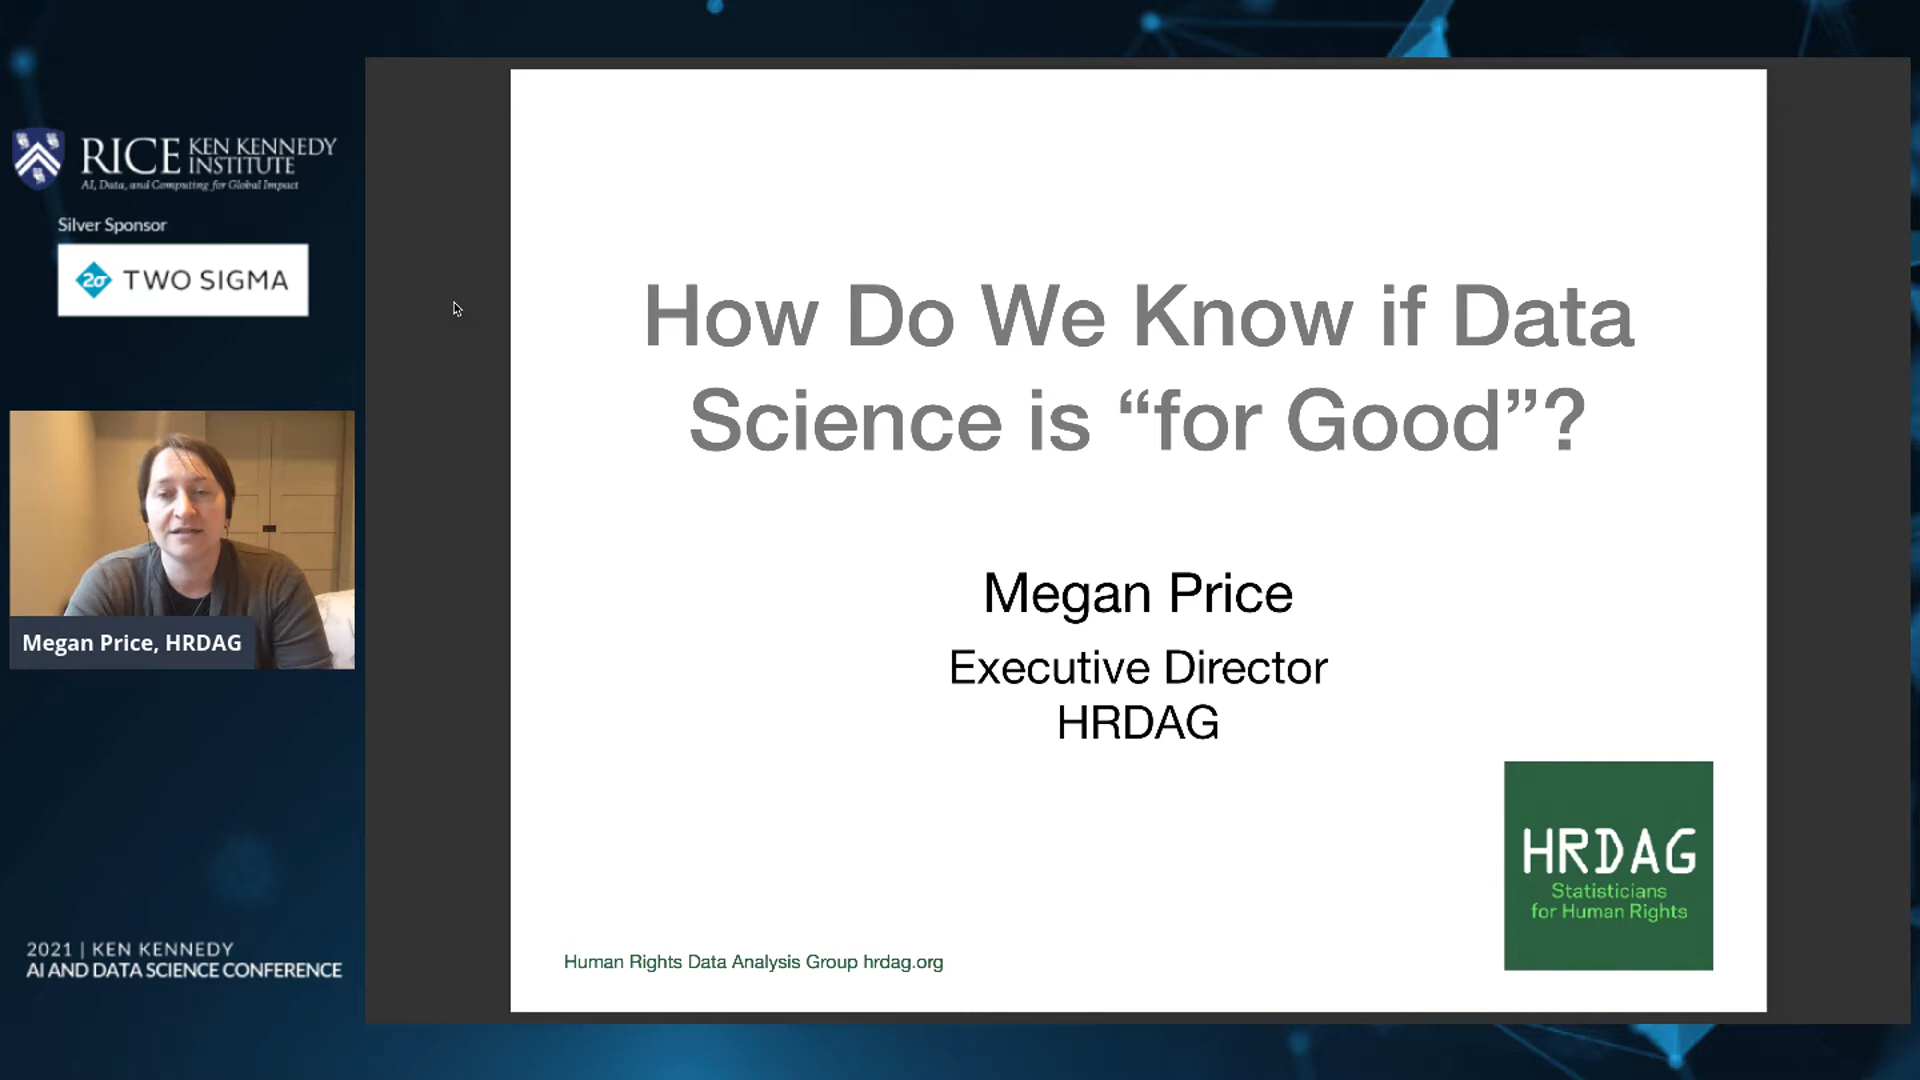 RICE KEN KENNEDY INSTITUTE
AI, Data, and Computing for Global Impact
Silver Sponsor
2σ TWO SIGMA
Megan Price, HRDAG
2021 | KEN KENNEDY
AI AND DATA SCIENCE CONFERENCE
How Do We Know if Data
Science is “for Good”?
Megan Price
Executive Director
HRDAG
HRDAG
Statisticians
for Human Rights
Human Rights Data Analysis Group hrdag.org